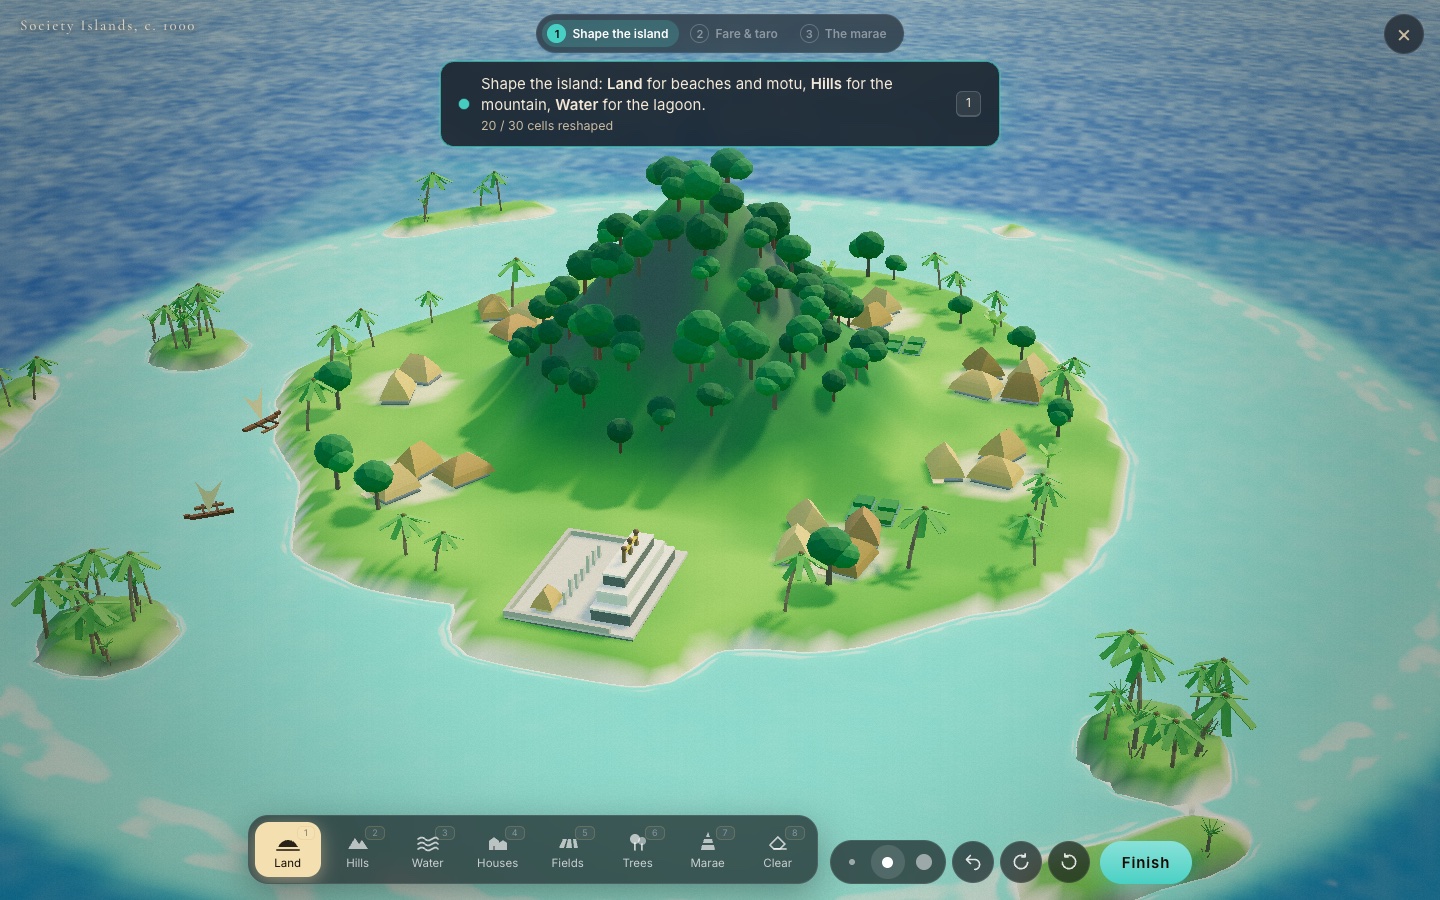 Society Islands, c. 1000
1 Shape the island
2 Fare & taro
3 The marae
Shape the island: Land for beaches and motu, Hills for the
mountain, Water for the lagoon.
20 / 30 cells reshaped
1
1 Land
2 Hills
3 Water
4 Houses
5 Fields
6 Trees
7 Marae
8 Clear
Finish